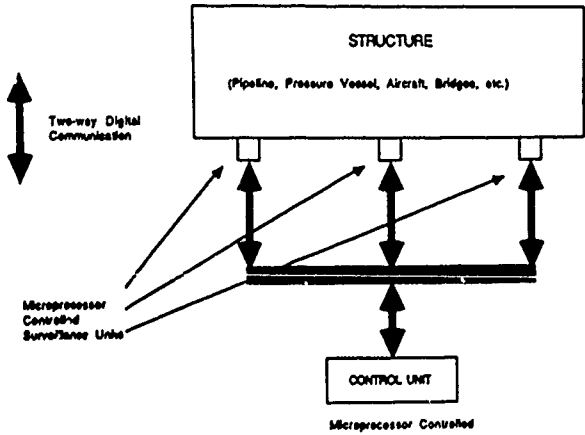 STRUCTURE
(Pipeline, Pressure Vessel, Aircraft, Bridges, etc.)
Two-way Digital
Communication
Microprocessor
Controlled
Surveillance Units
CONTROL UNIT
Microprocessor Controlled